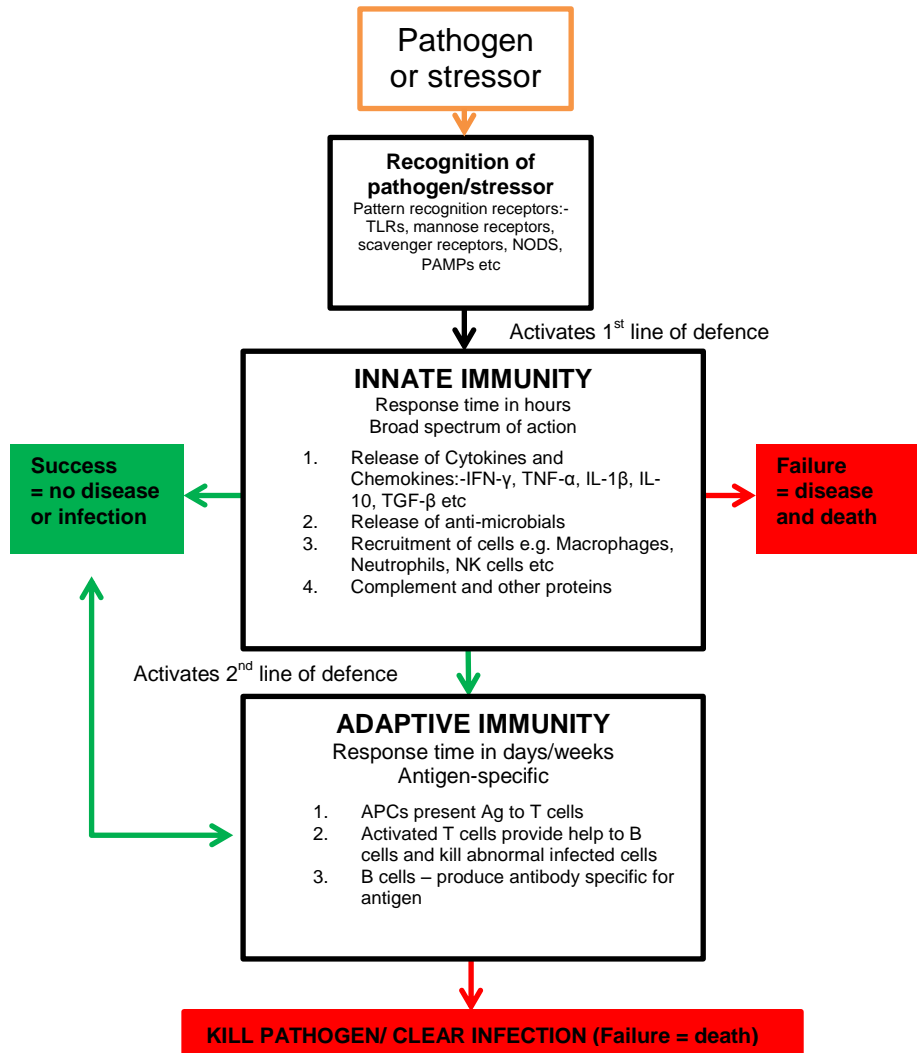 Pathogen
or stressor
Recognition of
pathogen/stressor
Pattern recognition receptors:-
TLRs, mannose receptors,
scavenger receptors, NODS,
PAMPs etc
Activates 1st line of defence
INNATE IMMUNITY
Response time in hours
Broad spectrum of action
1. Release of Cytokines and
Chemokines:-IFN-γ, TNF-α, IL-1β, IL-
10, TGF-β etc
2. Release of anti-microbials
3. Recruitment of cells e.g. Macrophages,
Neutrophils, NK cells etc
4. Complement and other proteins
Success
= no disease
or infection
Failure
= disease
and death
Activates 2nd line of defence
ADAPTIVE IMMUNITY
Response time in days/weeks
Antigen-specific
1. APCs present Ag to T cells
2. Activated T cells provide help to B
cells and kill abnormal infected cells
3. B cells – produce antibody specific for
antigen
KILL PATHOGEN/ CLEAR INFECTION (Failure = death)